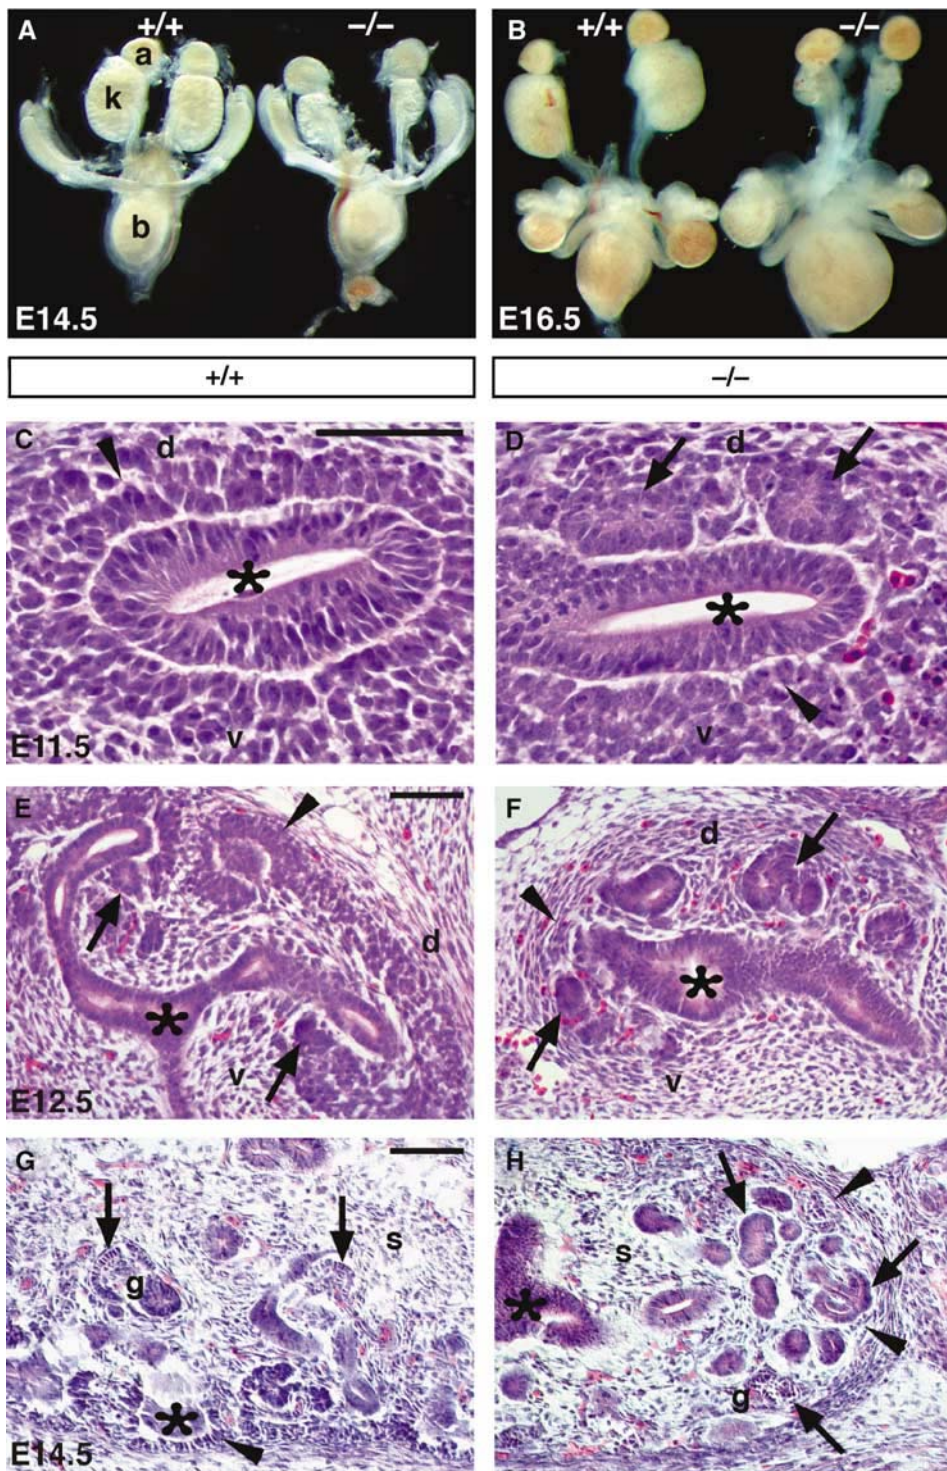 A +/+ −/−
a
k
b
E14.5
B +/+ −/−
E16.5
+/+
−/−
C
d
*
v
E11.5
D
d
*
v
E
d
*
v
E12.5
F
d
*
v
G
s
g
*
E14.5
H
s
*
g